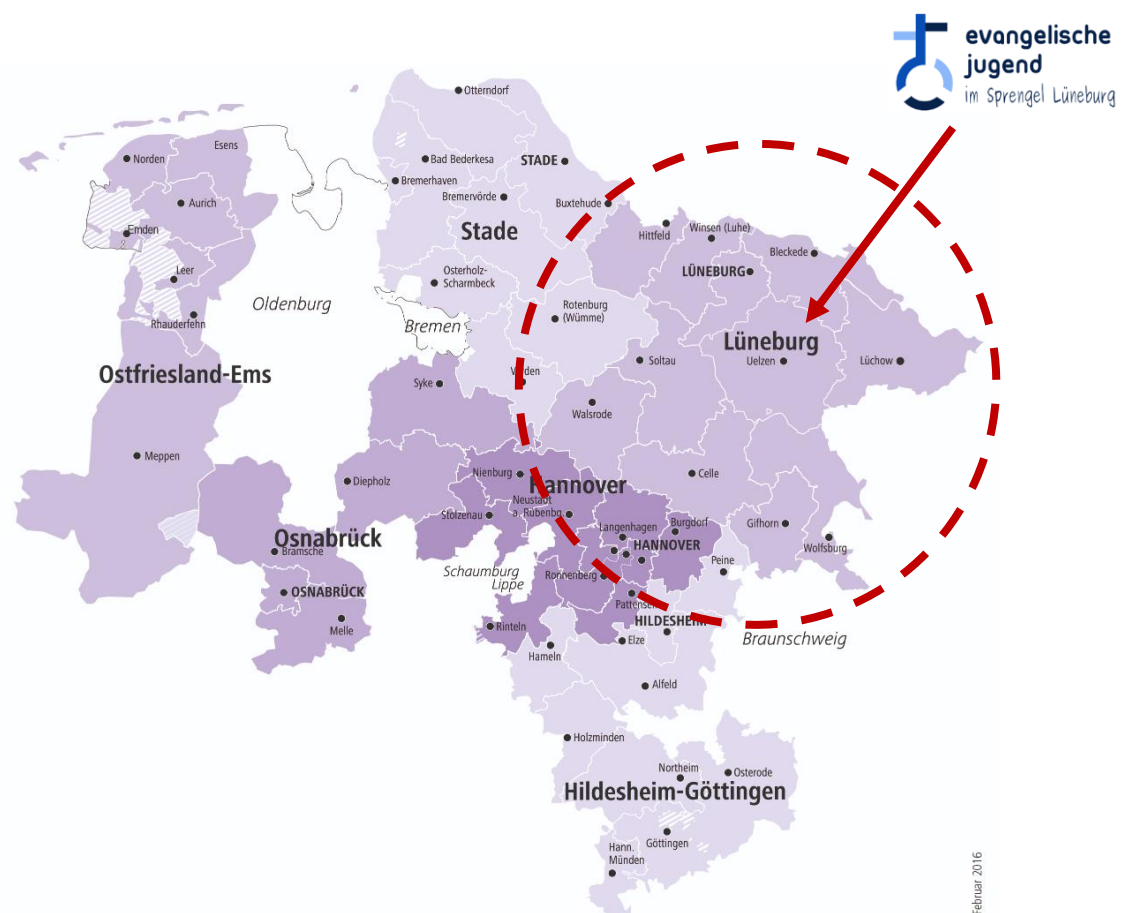 evangelische
jugend
im Sprengel Lüneburg
Otterndorf
Esens
Norden
Bad Bederkesa
STADE
Bremerhaven
Bremervörde
Aurich
Buxtehude
Emden
Stade
Hittfeld
Winsen (Luhe)
Bleckede
Leer
Osterholz-
Scharmbeck
LÜNEBURG
Oldenburg
Rotenburg
(Wümme)
Rhauderfehn
Bremen
Lüneburg
Soltau
Uelzen
Lüchow
Ostfriesland-Ems
Syke
Verden
Walsrode
Meppen
Diepholz
Nienburg
Celle
Hannover
Neustadt
a. Rübenbg.
Stolzenau
Langenhagen
Burgdorf
Gifhorn
Osnabrück
HANNOVER
Wolfsburg
Bramsche
Schaumburg
Lippe
Ronnenberg
Peine
OSNABRÜCK
Pattensen
HILDESHEIM
Melle
Rinteln
Elze
Braunschweig
Hameln
Alfeld
Holzminden
Northeim
Osterode
Hildesheim-Göttingen
Göttingen
Hann.
Münden
Februar 2016